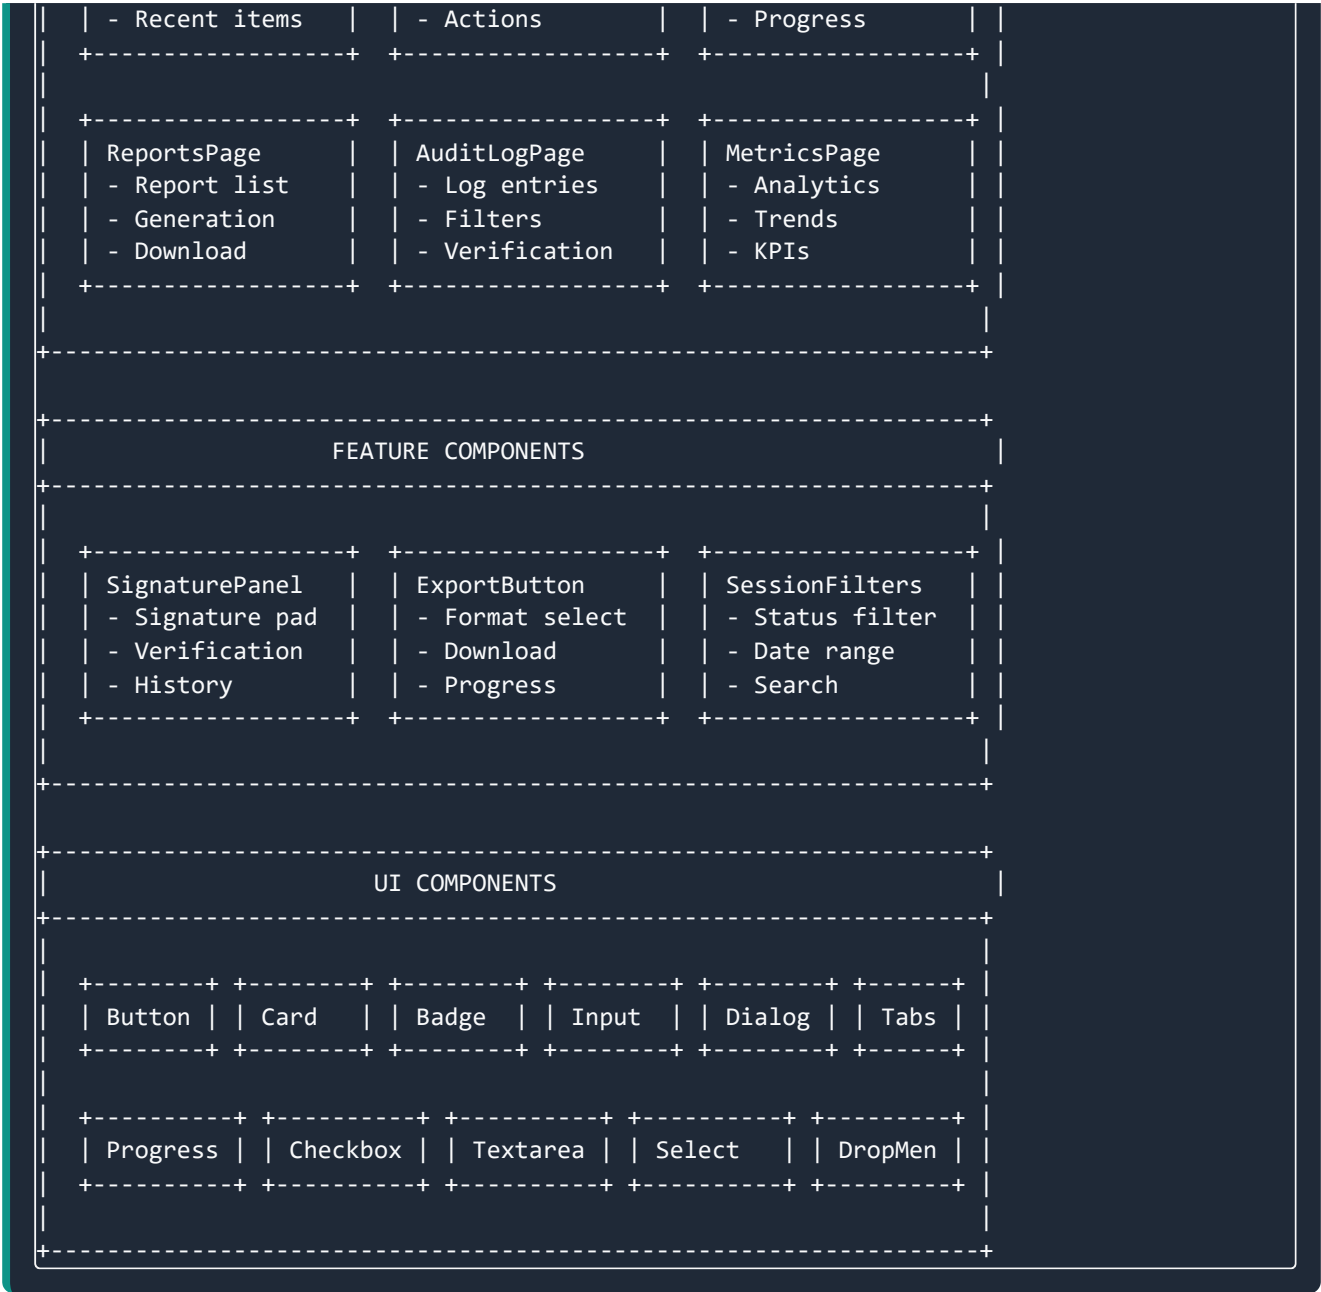 |  | - Recent items   |  | - Actions        |  | - Progress       | |
|  +------------------+  +------------------+  +------------------+ |
|                                                                   |
|  +------------------+  +------------------+  +------------------+ |
|  | ReportsPage      |  | AuditLogPage     |  | MetricsPage      | |
|  | - Report list    |  | - Log entries    |  | - Analytics      | |
|  | - Generation     |  | - Filters        |  | - Trends         | |
|  | - Download       |  | - Verification   |  | - KPIs           | |
|  +------------------+  +------------------+  +------------------+ |
|                                                                   |
+------------------------------------------------------------------+

+------------------------------------------------------------------+
|                    FEATURE COMPONENTS                             |
+------------------------------------------------------------------+
|                                                                  |
|  +------------------+  +------------------+  +------------------+ |
|  | SignaturePanel   |  | ExportButton     |  | SessionFilters   | |
|  | - Signature pad  |  | - Format select  |  | - Status filter  | |
|  | - Verification   |  | - Download       |  | - Date range     | |
|  | - History        |  | - Progress       |  | - Search         | |
|  +------------------+  +------------------+  +------------------+ |
|                                                                  |
+------------------------------------------------------------------+

+------------------------------------------------------------------+
|                       UI COMPONENTS                               |
+------------------------------------------------------------------+
|                                                                  |
|  +--------+ +--------+ +--------+ +--------+ +--------+ +------+ |
|  | Button | | Card   | | Badge  | | Input  | | Dialog | | Tabs | |
|  +--------+ +--------+ +--------+ +--------+ +--------+ +------+ |
|                                                                  |
|  +----------+ +----------+ +----------+ +----------+ +---------+ |
|  | Progress | | Checkbox | | Textarea | | Select   | | DropMen | |
|  +----------+ +----------+ +----------+ +----------+ +---------+ |
|                                                                  |
+------------------------------------------------------------------+